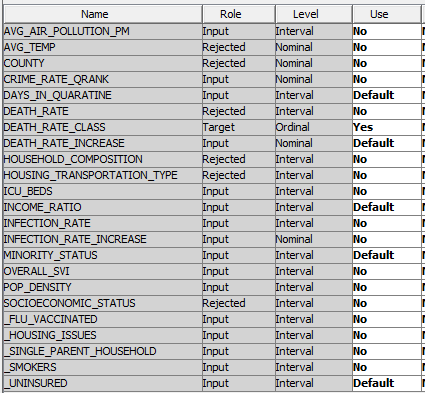 Name Role Level Use
AVG_AIR_POLLUTION_PM Input Interval No
AVG_TEMP Rejected Nominal No
COUNTY Rejected Nominal No
CRIME_RATE_QRANK Input Nominal No
DAYS_IN_QUARATINE Input Interval Default
DEATH_RATE Rejected Interval No
DEATH_RATE_CLASS Target Ordinal Yes
DEATH_RATE_INCREASE Input Nominal Default
HOUSEHOLD_COMPOSITION Rejected Interval No
HOUSING_TRANSPORTATION_TYPE Rejected Interval No
ICU_BEDS Input Interval No
INCOME_RATIO Input Interval Default
INFECTION_RATE Input Interval No
INFECTION_RATE_INCREASE Input Nominal No
MINORITY_STATUS Input Interval Default
OVERALL_SVI Input Interval No
POP_DENSITY Input Interval No
SOCIOECONOMIC_STATUS Rejected Interval No
_FLU_VACCINATED Input Interval No
_HOUSING_ISSUES Input Interval No
_SINGLE_PARENT_HOUSEHOLD Input Interval No
_SMOKERS Input Interval No
_UNINSURED Input Interval Default